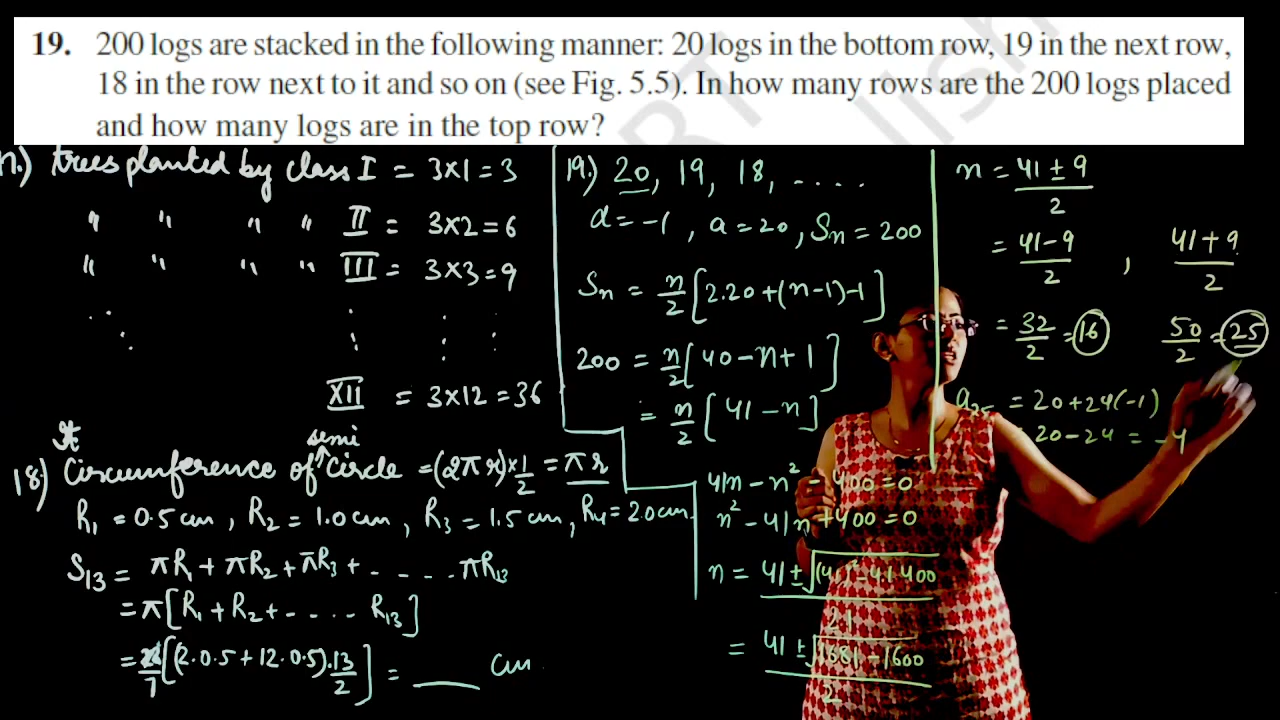 19. 200 logs are stacked in the following manner: 20 logs in the bottom row, 19 in the next row,
18 in the row next to it and so on (see Fig. 5.5). In how many rows are the 200 logs placed
and how many logs are in the top row?
trees planted by class I = 3×1=3
" " " " II = 3×2=6
" " " " III = 3×3=9
XII = 3×12=36
It
18) Circumference of semi circle = (2πr)×1/2 = πr
R₁ = 0.5 cm, R₂ = 1.0 cm, R₃ = 1.5 cm, R₄ = 2.0 cm
S₁₃ = πR₁ + πR₂ + πR₃ + - . . . . πR₁₃
= π[R₁ + R₂ + - . . . . R₁₃]
7[(2·0.5 + 12·0.5)·13/2] = ___ cm
19.) 20, 19, 18, . . . .
d = -1, a = 20, Sn = 200
Sn = n/2[2.20+(n-1)-1]
200 = n/2[40-n+1]
= n/2[41-n]
41n - n² - 400 = 0
n² - 41n + 400 = 0
n = 41 ± √ ² - 4.1.400
= 41 ± √1681 - 1600 / 2
n = 41 ± 9 / 2
= 41-9 / 2 , 41+9 / 2
= 32/2 = 16 50/2 = 25
a₂₅ = 20+24(-1)
20-24 = -4